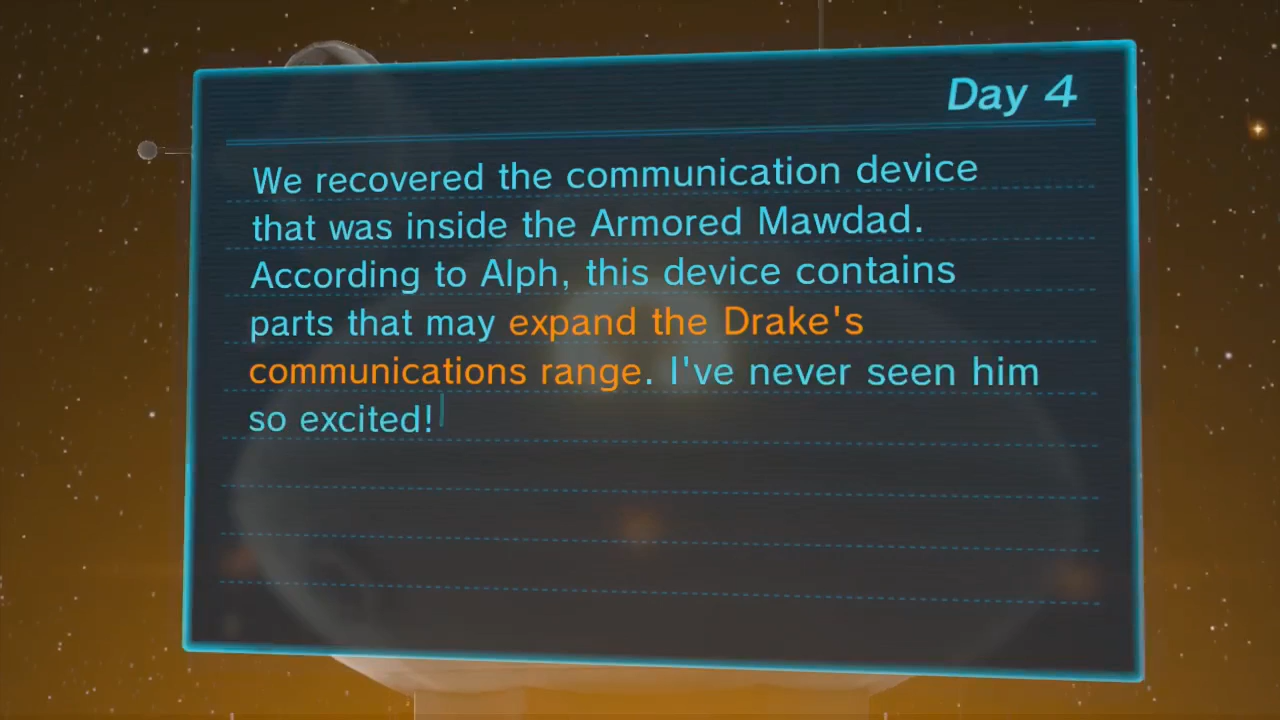 Day 4
We recovered the communication device
that was inside the Armored Mawdad.
According to Alph, this device contains
parts that may expand the Drake's
communications range. I've never seen him
so excited!